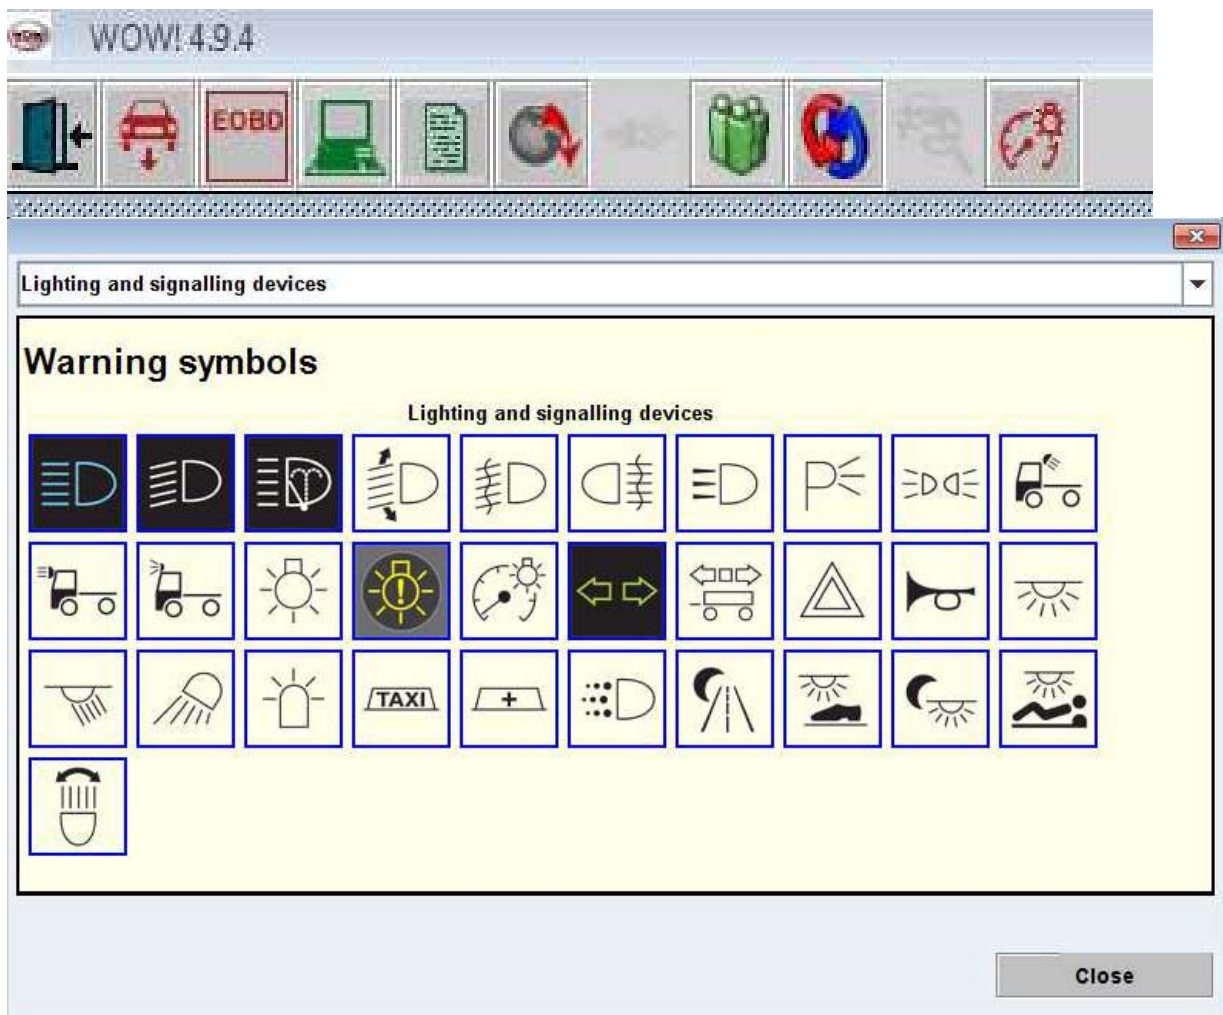 WOW! 4.9.4
EOBD
Lighting and signalling devices
Warning symbols
Lighting and signalling devices
TAXI
Close